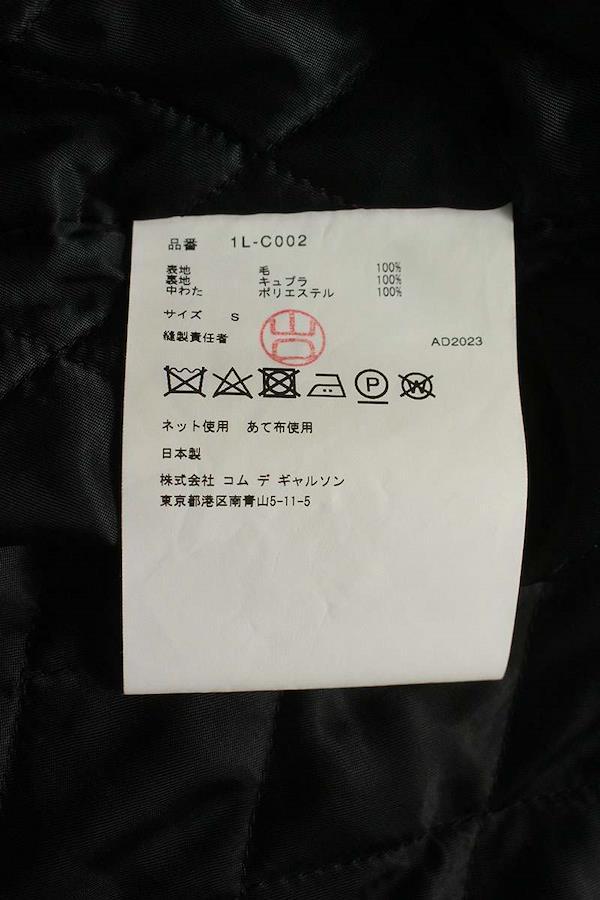 品番 1L-C002
表地 毛 100%
裏地 キュプラ 100%
中わた ポリエステル 100%
サイズ S
縫製責任者 山口 AD2023
P W
ネット使用 あて布使用
日本製
株式会社 コム デ ギャルソン
東京都港区南青山5-11-5